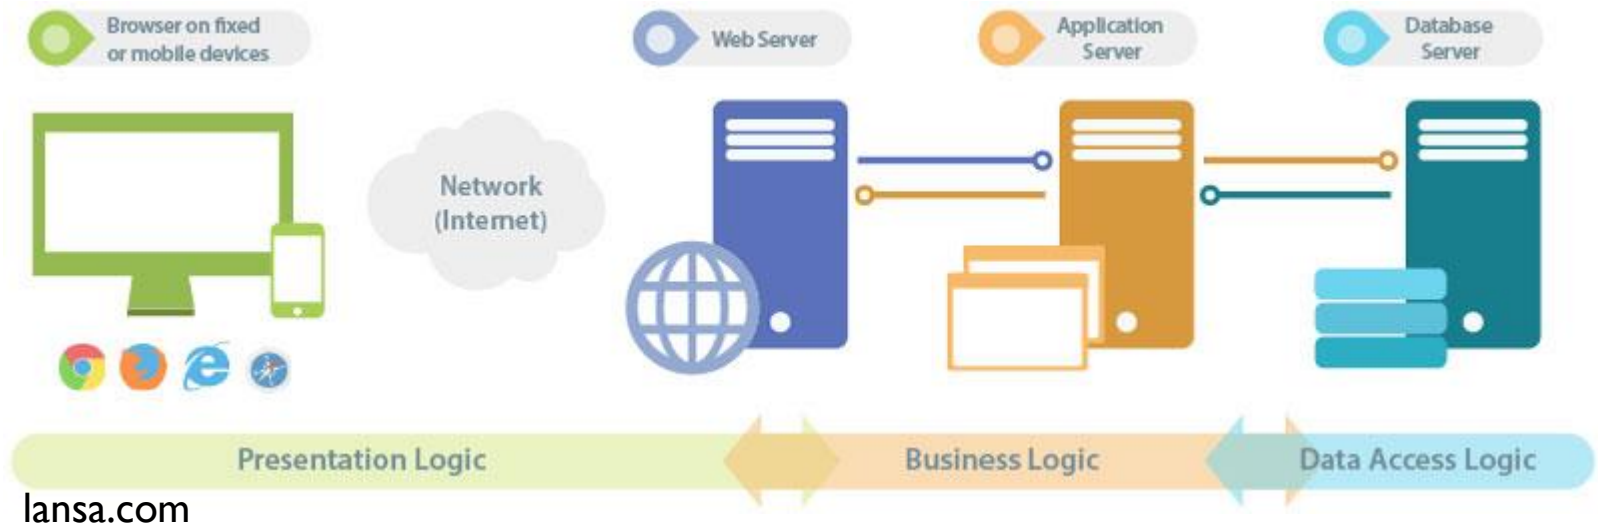 Browser on fixed
or mobile devices
Web Server
Application
Server
Database
Server
Network
(Internet)
Presentation Logic
Business Logic
Data Access Logic
lansa.com